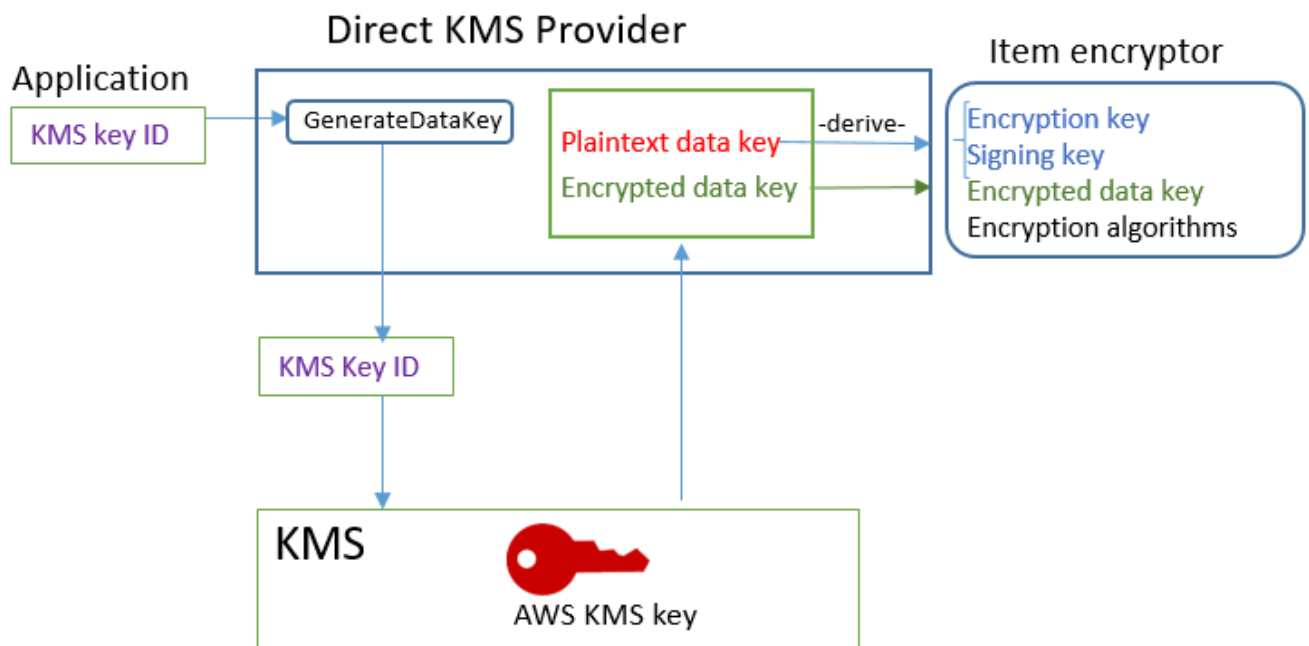 Direct KMS Provider
Item encryptor
Application
KMS key ID
GenerateDataKey
Plaintext data key
-derive-
Encrypted data key
Encryption key
Signing key
Encrypted data key
Encryption algorithms
KMS Key ID
KMS
AWS KMS key